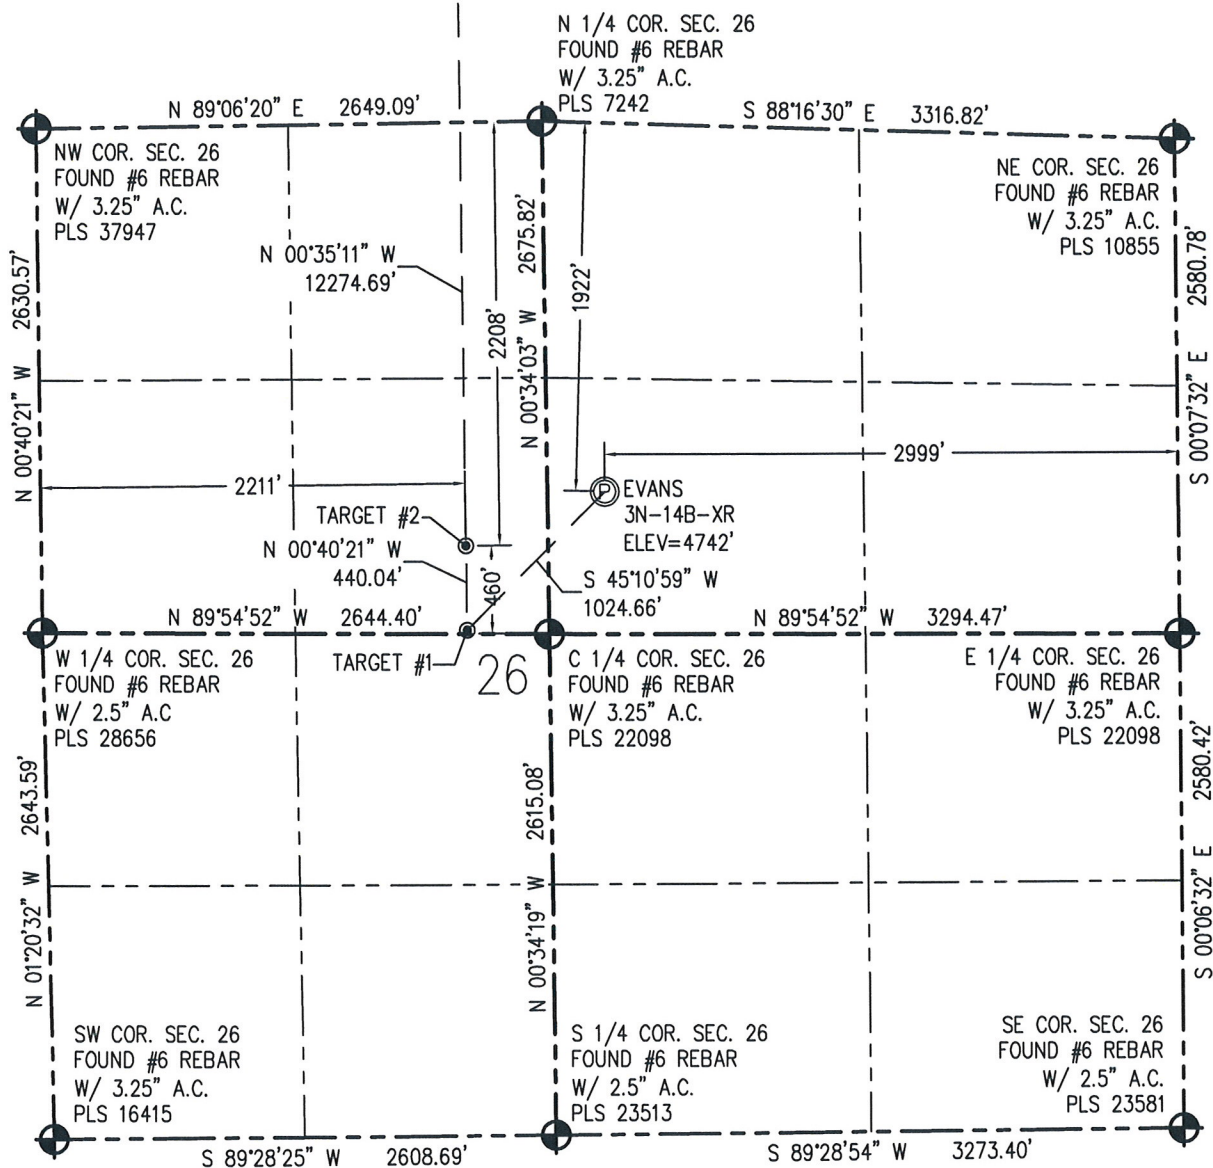 N 1/4 COR. SEC. 26
FOUND #6 REBAR
W/ 3.25" A.C.
PLS 7242
N 89°06'20" E 2649.09'
S 88°16'30" E 3316.82'
NW COR. SEC. 26
FOUND #6 REBAR
W/ 3.25" A.C.
PLS 37947
NE COR. SEC. 26
FOUND #6 REBAR
W/ 3.25" A.C.
PLS 10855
N 00°35'11" W
12274.69'
N 00°40'21" W 2630.57'
2208'
N 00°34'03" W 2675.82'
1922'
S 00°07'32" E 2580.78'
2999'
2211'
EVANS
3N-14B-XR
ELEV=4742'
P
TARGET #2
N 00°40'21" W
440.04'
460'
S 45°10'59" W
1024.66'
N 89°54'52" W 2644.40'
N 89°54'52" W 3294.47'
TARGET #1
26
W 1/4 COR. SEC. 26
FOUND #6 REBAR
W/ 2.5" A.C
PLS 28656
C 1/4 COR. SEC. 26
FOUND #6 REBAR
W/ 3.25" A.C.
PLS 22098
E 1/4 COR. SEC. 26
FOUND #6 REBAR
W/ 3.25" A.C.
PLS 22098
N 01°20'32" W 2643.59'
N 00°34'19" W 2615.08'
S 00°06'32" E 2580.42'
SW COR. SEC. 26
FOUND #6 REBAR
W/ 3.25" A.C.
PLS 16415
S 1/4 COR. SEC. 26
FOUND #6 REBAR
W/ 2.5" A.C.
PLS 23513
SE COR. SEC. 26
FOUND #6 REBAR
W/ 2.5" A.C.
PLS 23581
S 89°28'25" W 2608.69'
S 89°28'54" W 3273.40'